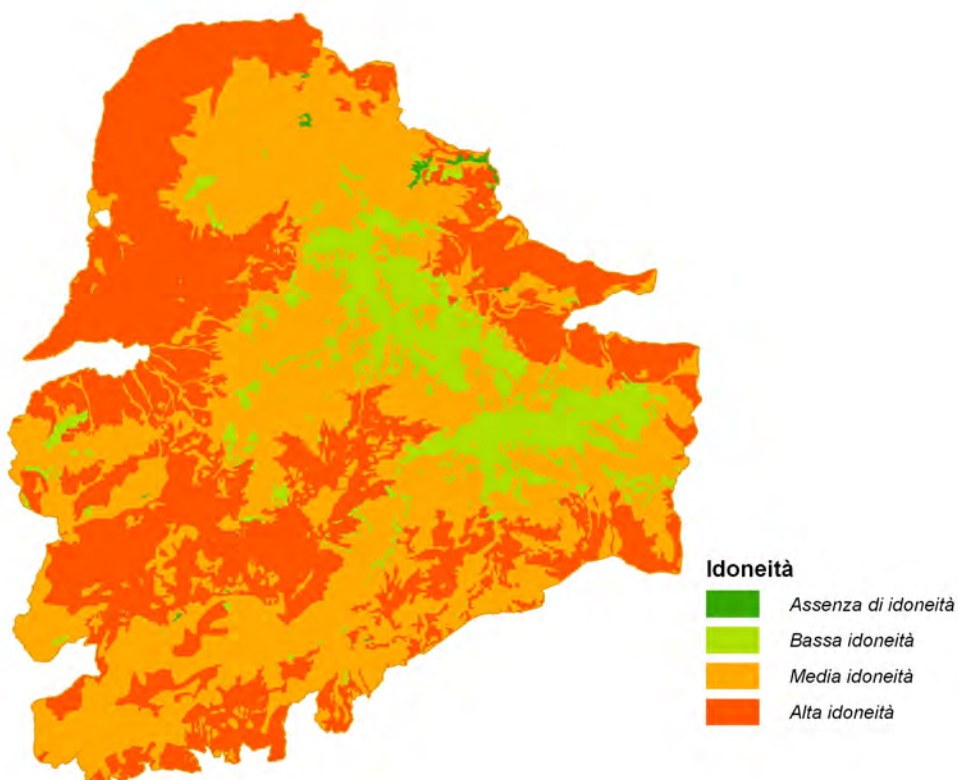 Idoneità
Assenza di idoneità
Bassa idoneità
Media idoneità
Alta idoneità